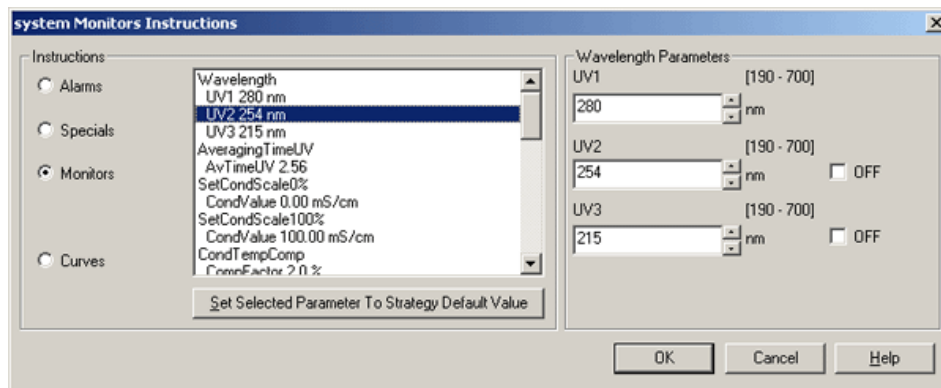 system Monitors Instructions
Instructions
Alarms
Specials
Monitors
Curves
Wavelength
UV1 280 nm
UV2 254 nm
UV3 215 nm
AveragingTimeUV
AvTimeUV 2.56
SetCondScale0%
CondValue 0.00 mS/cm
SetCondScale100%
CondValue 100.00 mS/cm
CondTempComp
CompFactor 2.0 %
Set Selected Parameter To Strategy Default Value
Wavelength Parameters
UV1 [190 - 700]
280 nm
UV2 [190 - 700]
254 nm OFF
UV3 [190 - 700]
215 nm OFF
OK Cancel Help